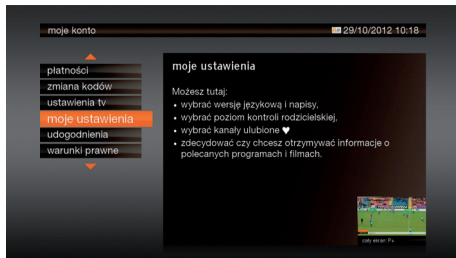 moje konto
29/10/2012 10:18
płatności
zmiana kodów
ustawienia tv
moje ustawienia
udogodnienia
warunki prawne
moje ustawienia
Możesz tutaj:
• wybrać wersję językową i napisy,
• wybrać poziom kontroli rodzicielskiej,
• wybrać kanały ulubione ♥
• zdecydować czy chcesz otrzymywać informacje o
polecanych programach i filmach.
cały ekran: P+